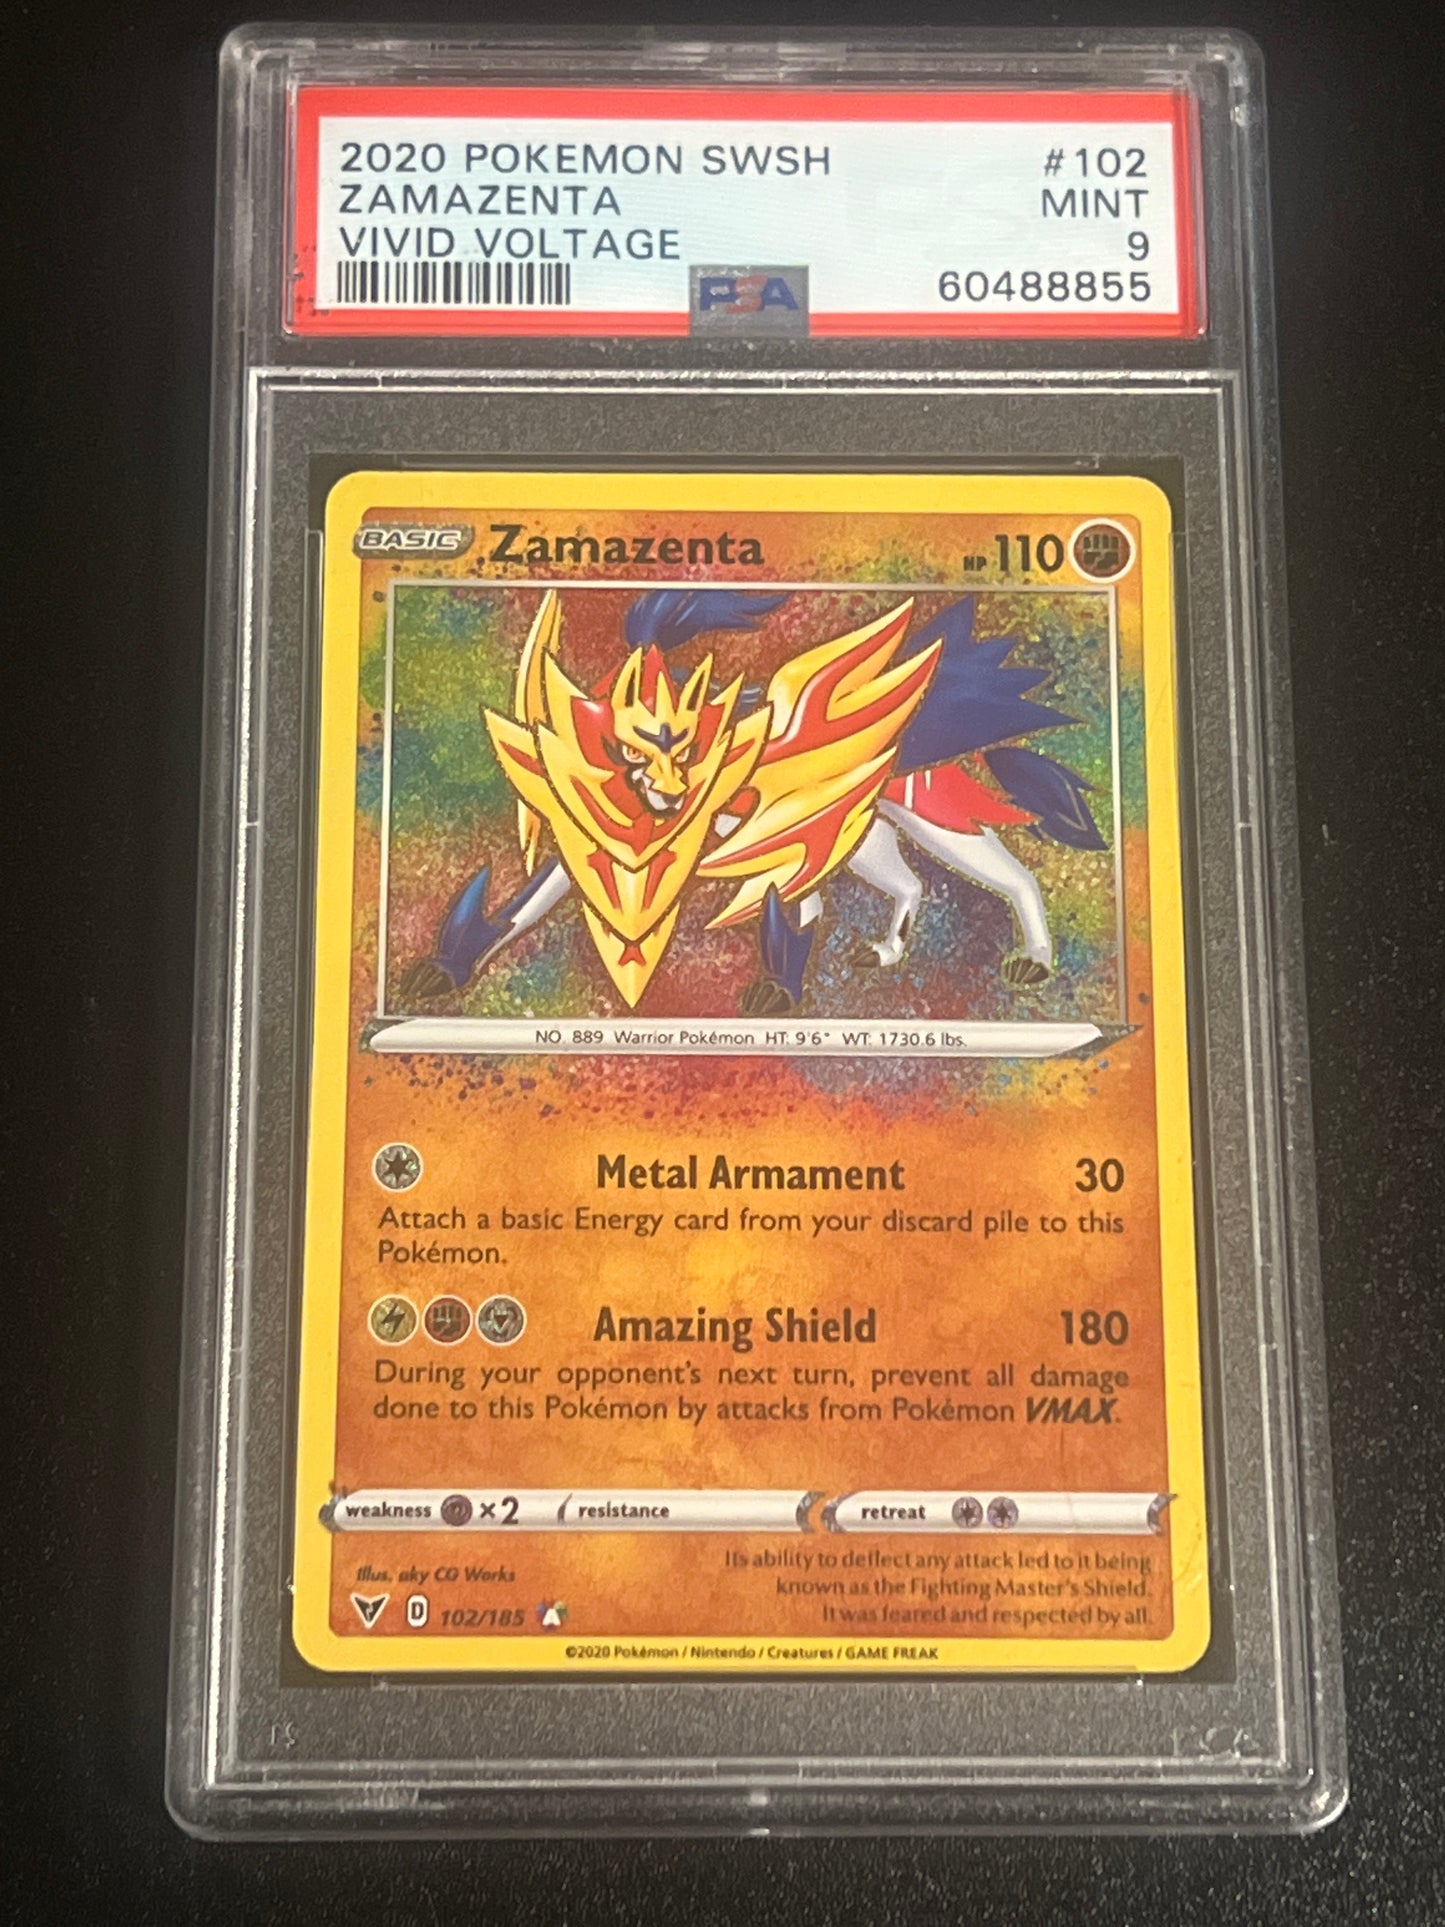 2020 POKEMON SWSH #102
ZAMAZENTA MINT
VIVID VOLTAGE 9
PSA 60488855
BASIC Zamazenta HP 110
NO. 889 Warrior Pokémon HT: 9'6" WT: 1730.6 lbs.
Metal Armament 30
Attach a basic Energy card from your discard pile to this
Pokémon.
Amazing Shield 180
During your opponent's next turn, prevent all damage
done to this Pokémon by attacks from Pokémon VMAX.
weakness ×2 resistance retreat
Its ability to deflect any attack led to it being
known as the Fighting Master's Shield.
It was feared and respected by all.
Illus. aky CG Works
D 102/185 A
©2020 Pokémon / Nintendo / Creatures / GAME FREAK